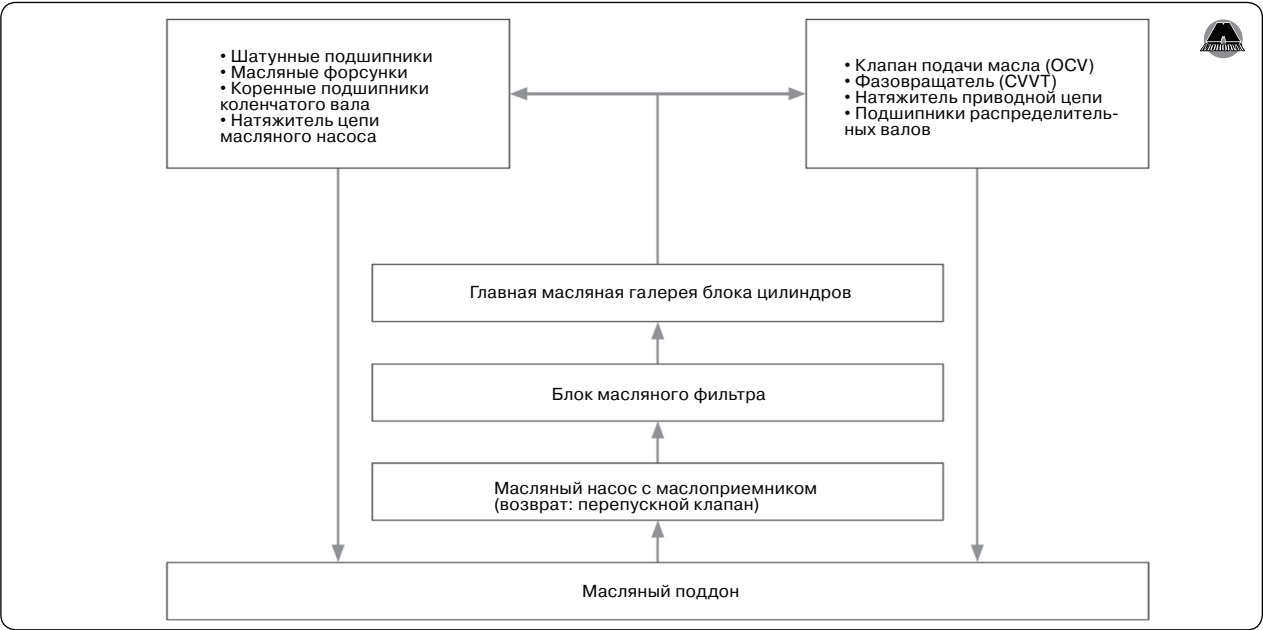 • Шатунные подшипники
• Масляные форсунки
• Коренные подшипники
коленчатого вала
• Натяжитель цепи
масляного насоса
• Клапан подачи масла (OCV)
• Фазовращатель (CVVT)
• Натяжитель приводной цепи
• Подшипники распределитель-
ных валов
Главная масляная галерея блока цилиндров
Блок масляного фильтра
Масляный насос с маслоприемником
(возврат: перепускной клапан)
Масляный поддон